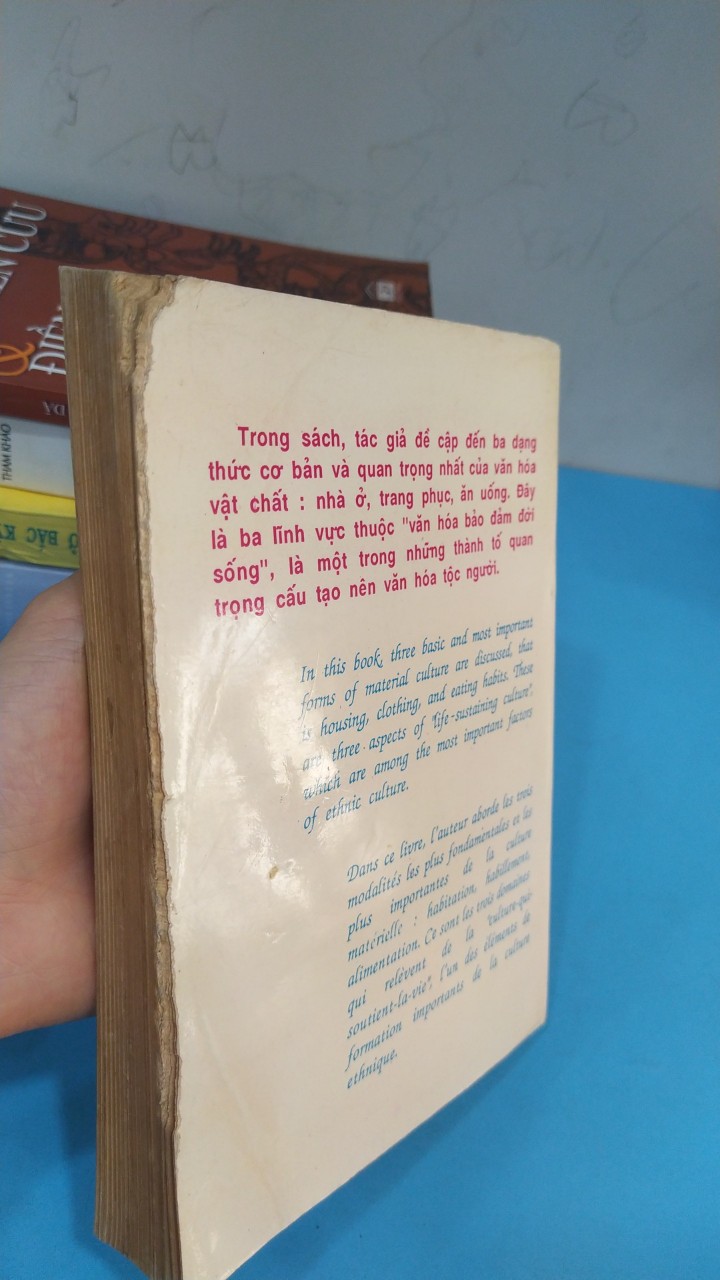 ÊN CỨU
ĐIỀN
THAM KHẢO
Ở BẮC KỲ
Trong sách, tác giả đề cập đến ba dạng
thức cơ bản và quan trọng nhất của văn hóa
vật chất : nhà ở, trang phục, ăn uống. Đây
là ba lĩnh vực thuộc "văn hóa bảo đảm đời
sống", là một trong những thành tố quan
trọng cấu tạo nên văn hóa tộc người.
In this book, three basic and most important
forms of material culture are discussed, that
is housing, clothing, and eating habits. These
are three aspects of "life-sustaining culture",
which are among the most important factors
of ethnic culture.
Dans ce livre, l'auteur aborde les trois
modalités les plus fondamentales et les
plus importantes de la culture
matérielle : habitation, habillement,
alimentation. Ce sont les trois domaines
qui relèvent de la "culture-qui-
soutient-la-vie", l'un des éléments de
formation importants de la culture
ethnique.